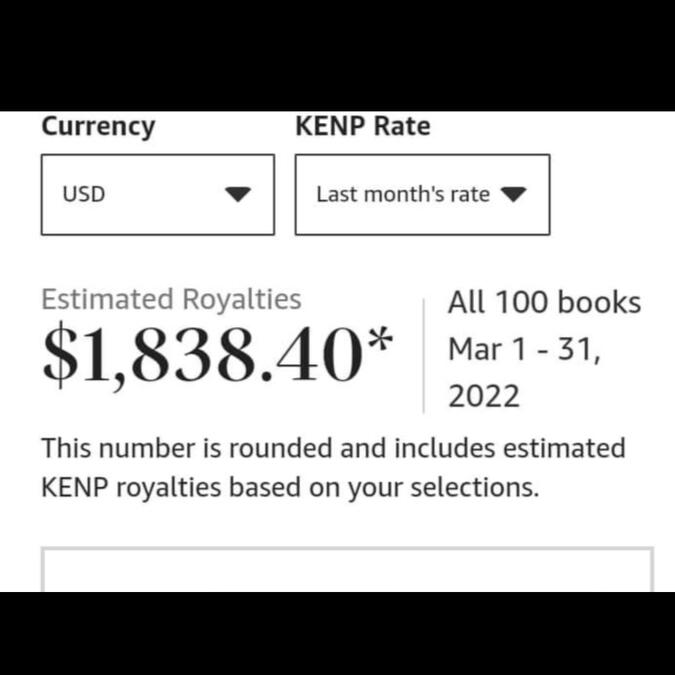 Currency
KENP Rate
USD
Last month's rate
Estimated Royalties
$1,838.40*
All 100 books
Mar 1 - 31,
2022
This number is rounded and includes estimated
KENP royalties based on your selections.